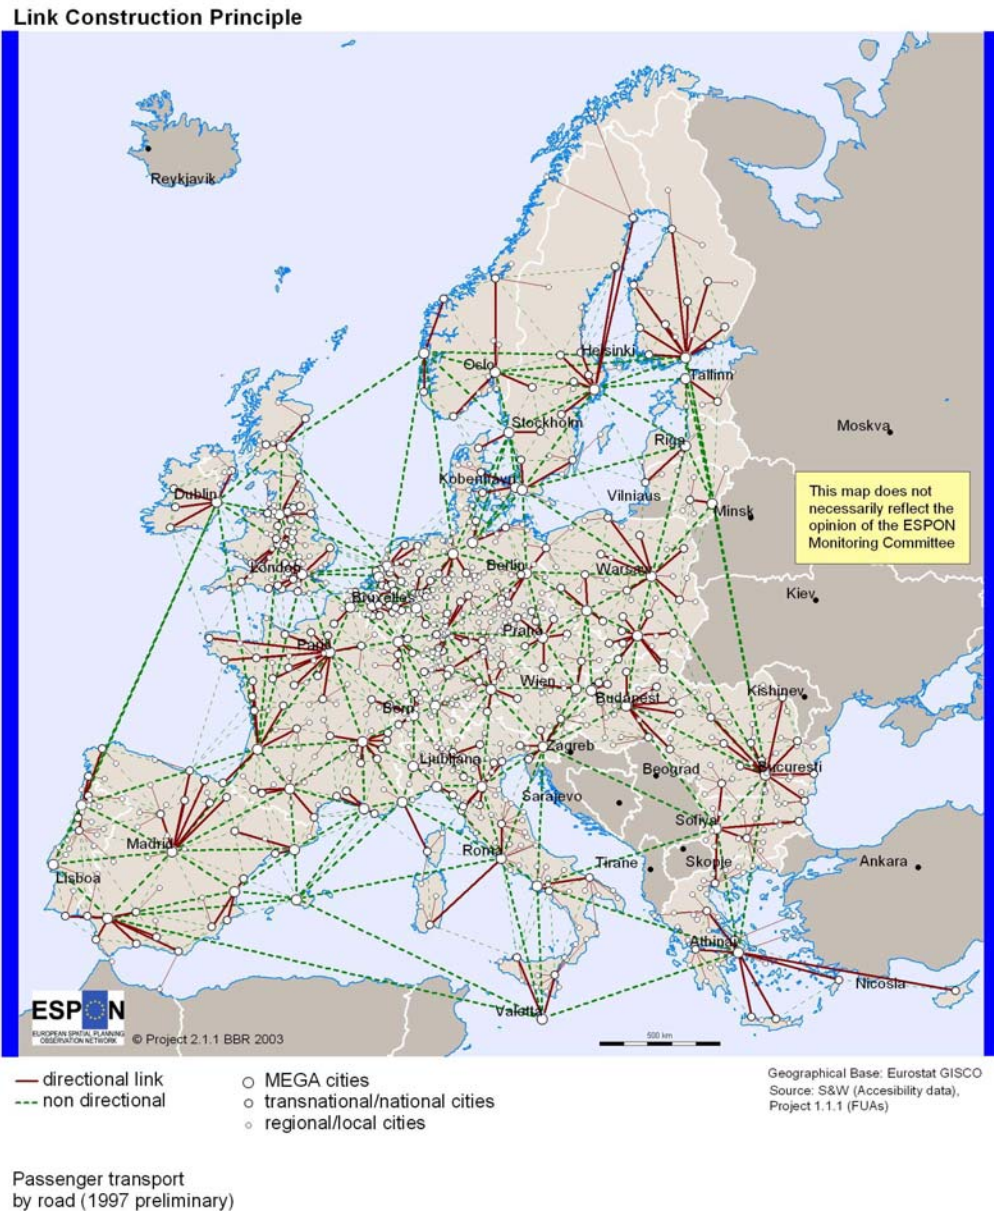 Link Construction Principle
Reykjavik
Helsinki
Oslo
Tallinn
Stockholm
Moskva
Riga
Kobenhavn
Dublin
Vilniaus
Minsk
This map does not
necessarily reflect the
opinion of the ESPON
Monitoring Committee
London
Berlin
Warsaw
Kiev
Bruxelles
Praha
Paris
Wien
Budapest
Kishinev
Bern
Zagreb
Ljubljana
Beograd
Bucuresti
Sarajevo
Sofiya
Madrid
Roma
Tirane
Skopje
Ankara
Lisboa
Athinai
Nicosia
Valetta
ESPON
EUROPEAN SPATIAL PLANNING
OBSERVATION NETWORK
© Project 2.1.1 BBR 2003
500 km
directional link
non directional
MEGA cities
transnational/national cities
regional/local cities
Geographical Base: Eurostat GISCO
Source: S&W (Accesibility data),
Project 1.1.1 (FUAs)
Passenger transport
by road (1997 preliminary)